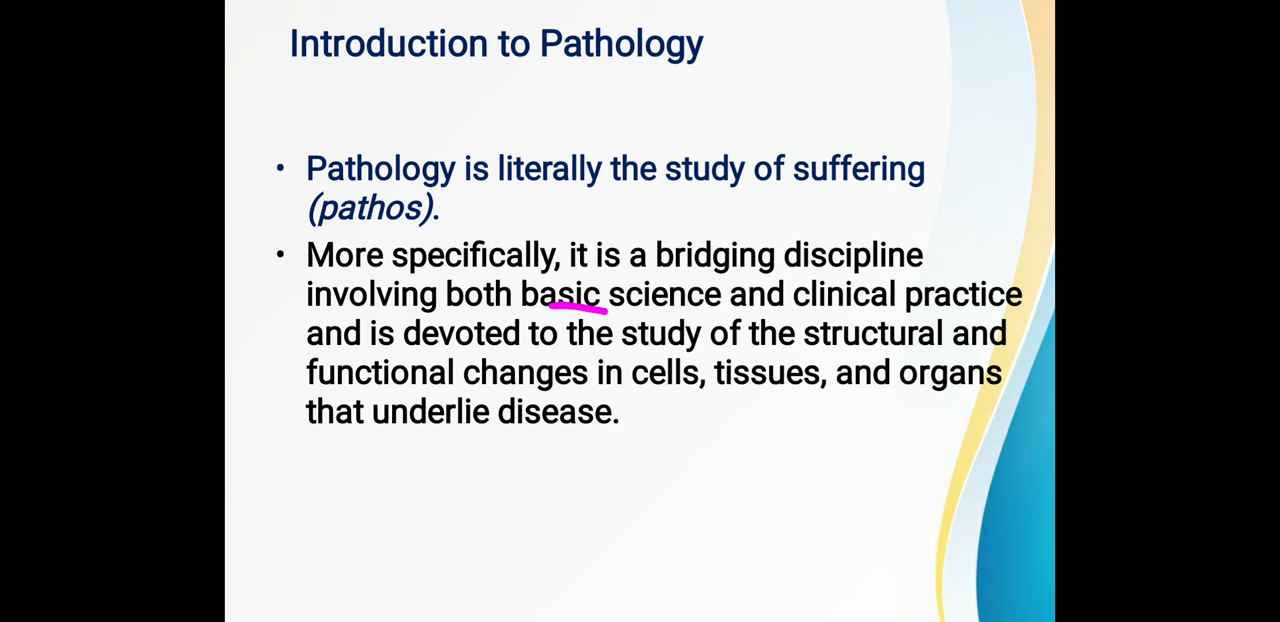 Introduction to Pathology
• Pathology is literally the study of suffering
(pathos).
• More specifically, it is a bridging discipline
involving both basic science and clinical practice
and is devoted to the study of the structural and
functional changes in cells, tissues, and organs
that underlie disease.